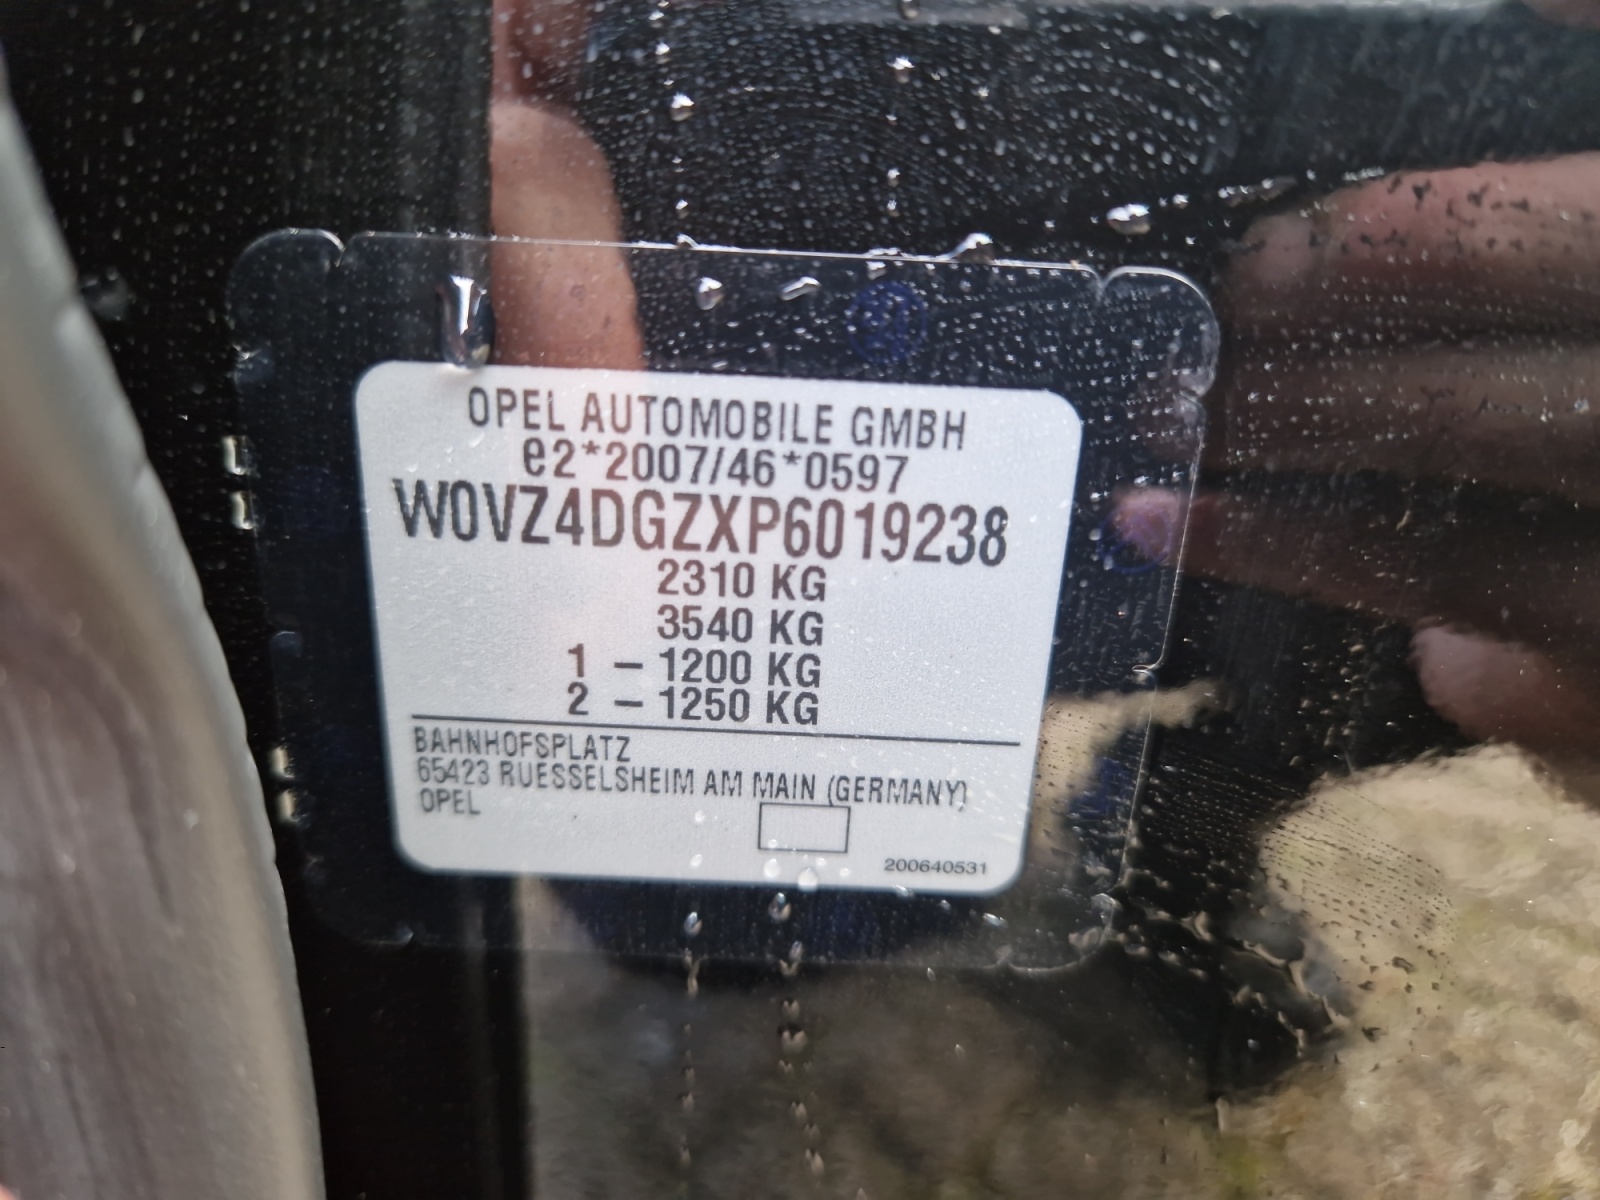 OPEL AUTOMOBILE GMBH
e2*2007/46*0597
W0VZ4DGZXP6019238
2310 KG
3540 KG
1 – 1200 KG
2 – 1250 KG
BAHNHOFSPLATZ
65423 RUESSELSHEIM AM MAIN (GERMANY)
OPEL
200640531